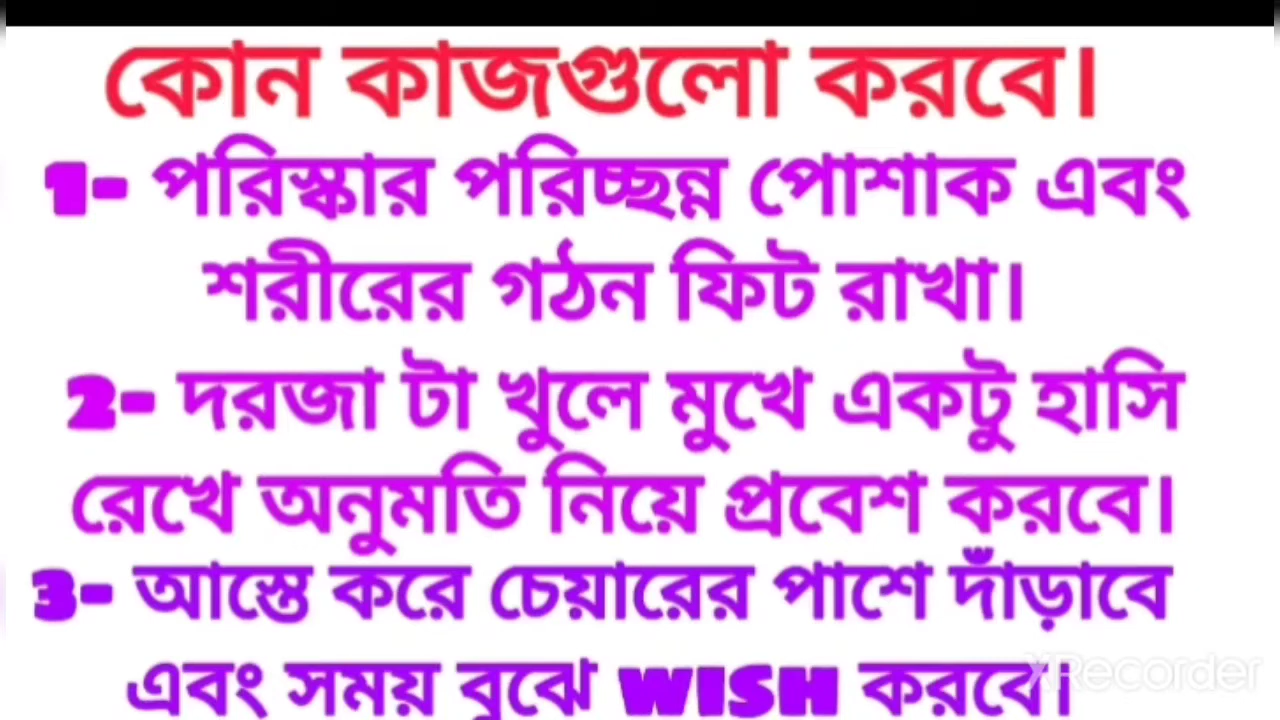 কোন কাজগুলো করবে।
1- পরিস্কার পরিচ্ছন্ন পোশাক এবং
শরীরের গঠন ফিট রাখা।
2- দরজা টা খুলে মুখে একটু হাসি
রেখে অনুমতি নিয়ে প্রবেশ করবে।
3- আস্তে করে চেয়ারের পাশে দাঁড়াবে
এবং সময় বুঝে WISH করবে।
XRecorder